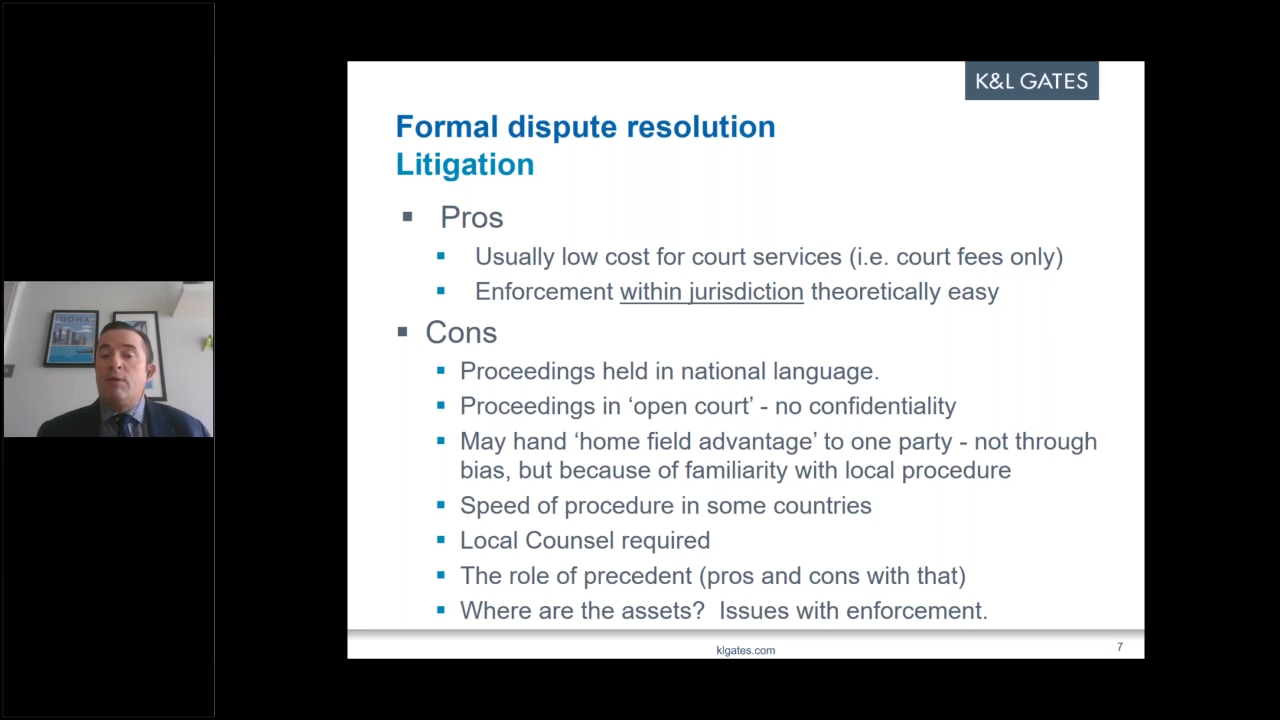 K&L GATES
Formal dispute resolution
Litigation
Pros
Usually low cost for court services (i.e. court fees only)
Enforcement within jurisdiction theoretically easy
Cons
Proceedings held in national language.
Proceedings in ‘open court’ - no confidentiality
May hand ‘home field advantage’ to one party - not through
bias, but because of familiarity with local procedure
Speed of procedure in some countries
Local Counsel required
The role of precedent (pros and cons with that)
Where are the assets?  Issues with enforcement.
klgates.com
7
DOHA